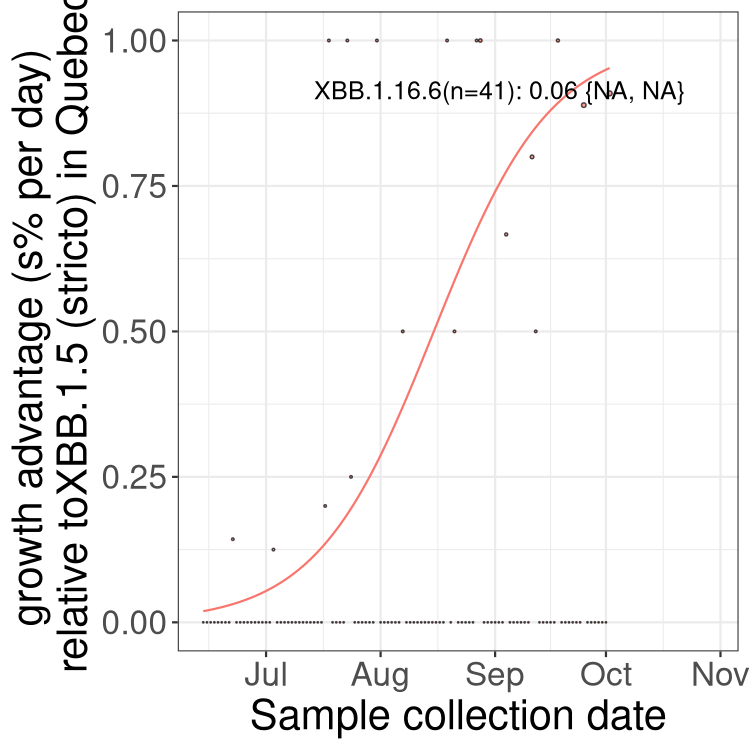 growth advantage (s% per day)
relative toXBB.1.5 (stricto) in Quebec
1.00
0.75
0.50
0.25
0.00
XBB.1.16.6(n=41): 0.06 {NA, NA}
Jul Aug Sep Oct Nov
Sample collection date